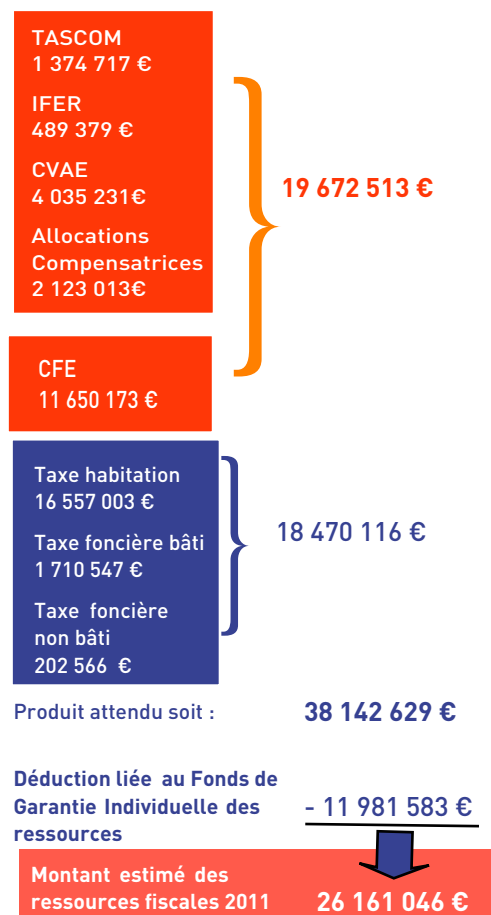 TASCOM
1 374 717 €
IFER
489 379 €
CVAE
4 035 231€
Allocations
Compensatrices
2 123 013€
19 672 513 €
CFE
11 650 173 €
Taxe habitation
16 557 003 €
Taxe foncière bâti
1 710 547 €
Taxe foncière
non bâti
202 566 €
18 470 116 €
Produit attendu soit : 38 142 629 €
Déduction liée au Fonds de
Garantie Individuelle des
ressources
- 11 981 583 €
Montant estimé des
ressources fiscales 2011
26 161 046 €